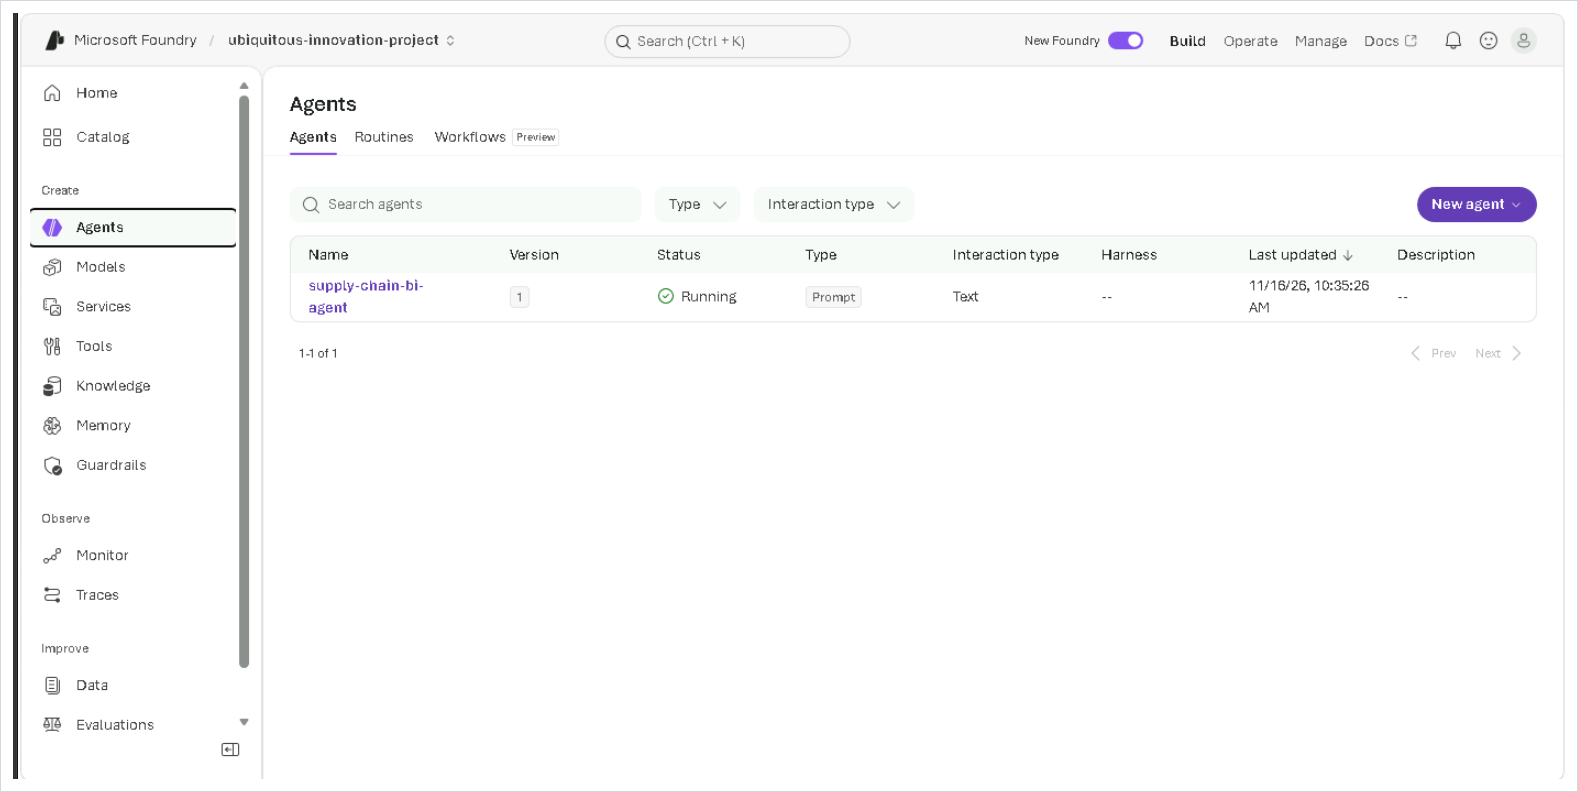 Microsoft Foundry / ubiquitous-innovation-project
Search (Ctrl + K)
New Foundry Build Operate Manage Docs
Home
Catalog
Create
Agents
Models
Services
Tools
Knowledge
Memory
Guardrails
Observe
Monitor
Traces
Improve
Data
Evaluations
Agents
Agents Routines Workflows Preview
Search agents Type Interaction type New agent
Name Version Status Type Interaction type Harness Last updated Description
supply-chain-bi-
agent
1 Running Prompt Text -- 11/16/26, 10:35:26
AM
--
1-1 of 1
Prev Next